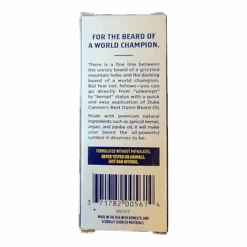 FOR THE BEARD OF
A WORLD CHAMPION.
There is a fine line between
the unruly beard of a grizzled
mountain hobo and the dashing
beard of a world champion.
But fear not, fellows—you can
go directly from "unkempt"
to "kempt" status with a quick
and easy application of Duke
Cannon's Best Damn Beard Oil.
Made with premium natural
ingredients such as apricot kernel,
argan, and jojoba oil, it will make
your beard the all-powerful
symbol it deserves to be.
FORMULATED WITHOUT PHTHALATES.
NEVER TESTED ON ANIMALS.
JUST BAD INTERNS.
3 71782 00561 4
MADE IN THE USA WITH DOMESTIC AND
GLOBALLY SOURCED MATERIALS.